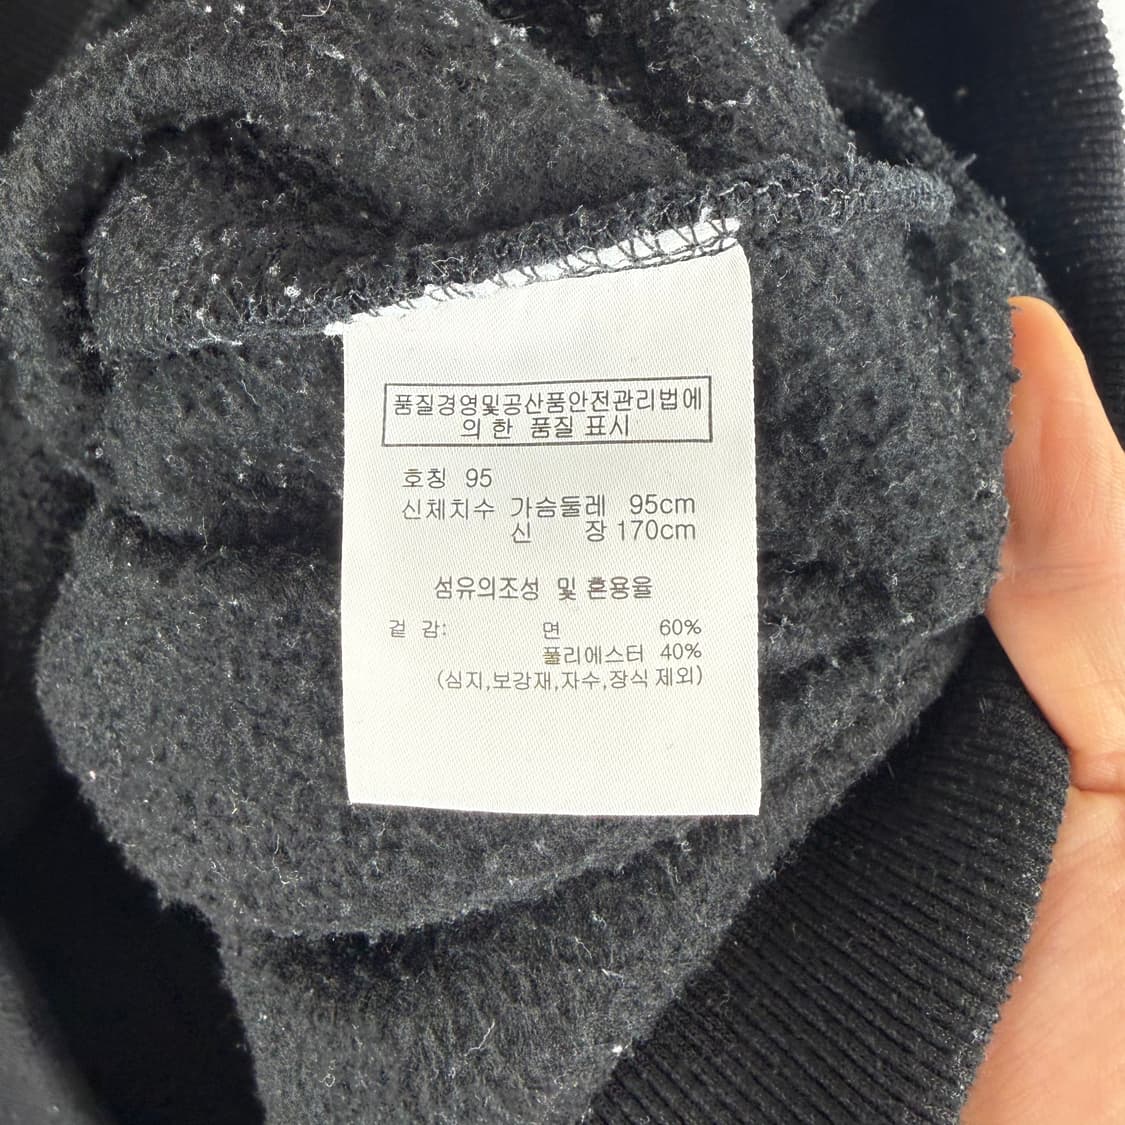 품질경영및공산품안전관리법에
의 한 품질 표시
호칭 95
신체치수 가슴둘레 95cm
신 장 170cm
섬유의조성 및 혼용율
겉 감: 면 60%
폴리에스터 40%
(심지,보강재,자수,장식 제외)